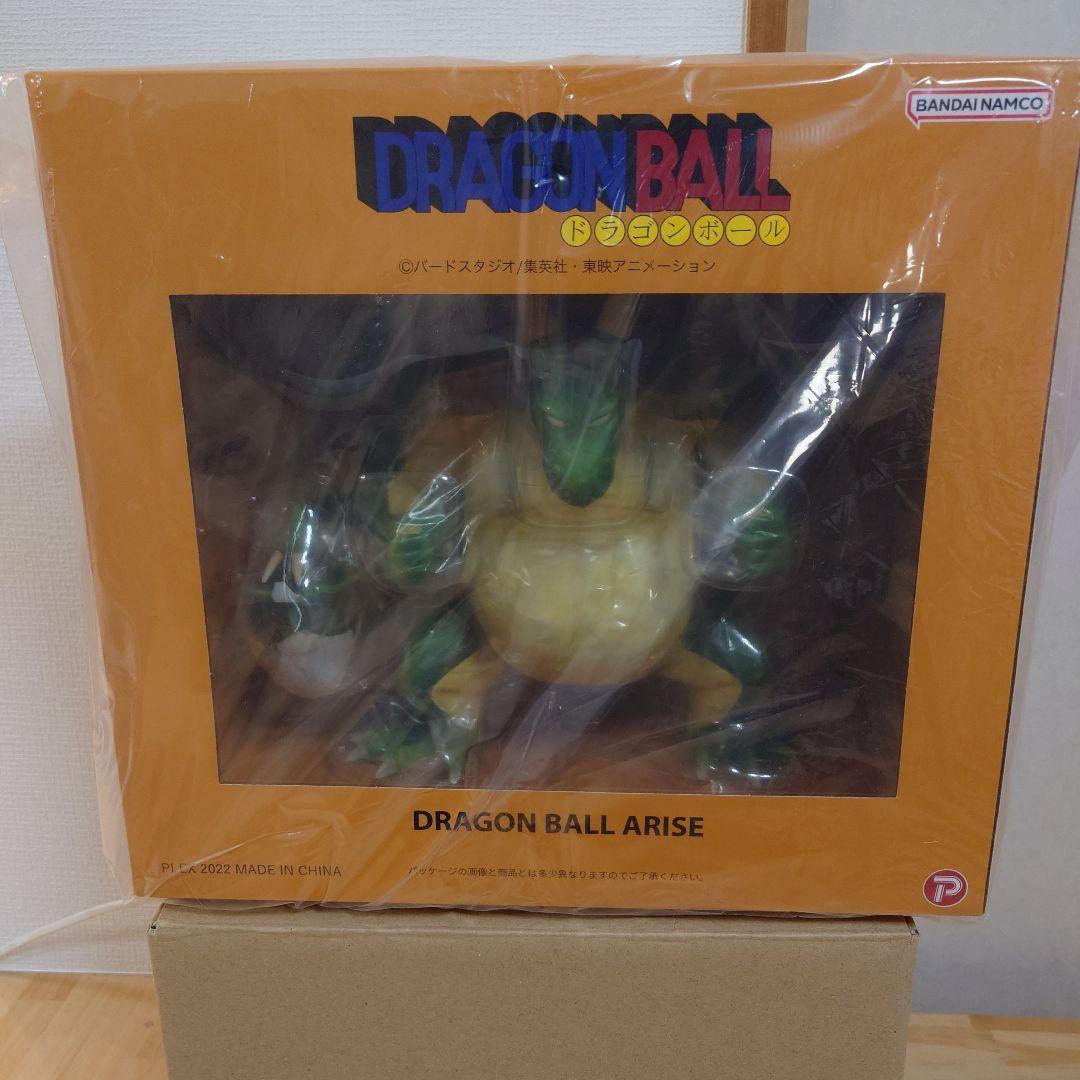 BANDAI NAMCO
DRAGON BALL
ドラゴンボール
©バードスタジオ/集英社・東映アニメーション
DRAGON BALL ARISE
PLEX 2022 MADE IN CHINA
パッケージの画像と商品とは多少異なりますのでご了承ください。
P